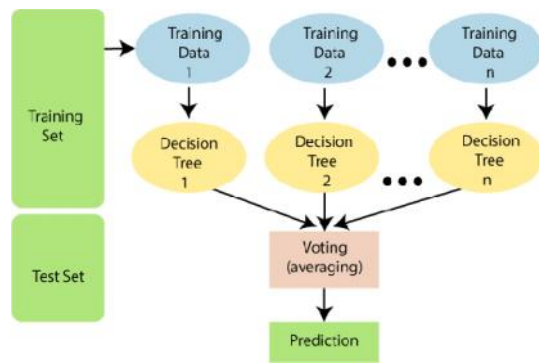 Training
Set
Test Set
Training
Data
1
Training
Data
2
Training
Data
n
Decision
Tree
1
Decision
Tree
2
Decision
Tree
n
Voting
(averaging)
Prediction